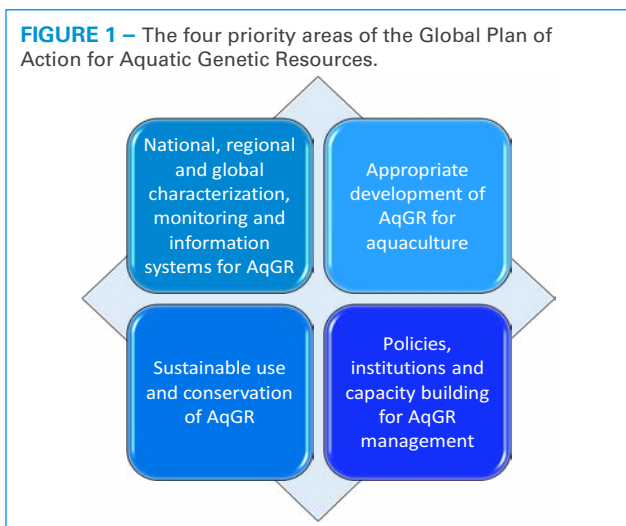 FIGURE 1 – The four priority areas of the Global Plan of
Action for Aquatic Genetic Resources.
National, regional
and global
characterization,
monitoring and
information
systems for AqGR
Appropriate
development of
AqGR for
aquaculture
Sustainable use
and conservation
of AqGR
Policies,
institutions and
capacity building
for AqGR
management